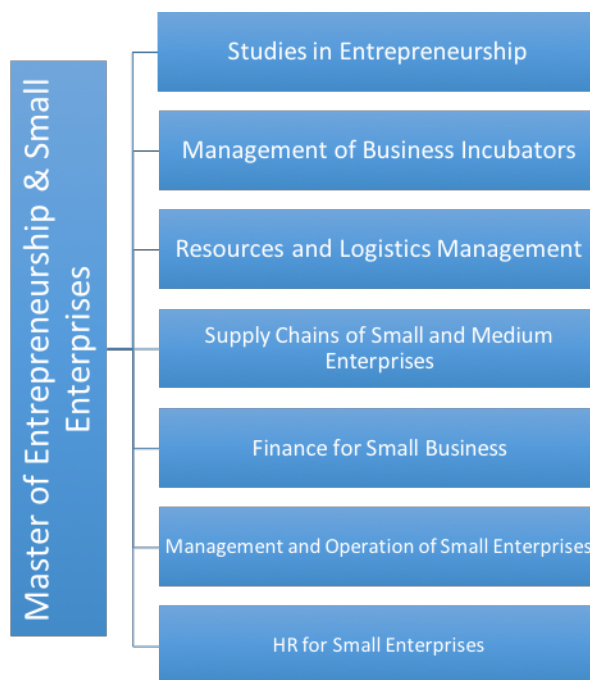 Master of Entrepreneurship & Small
Enterprises
Studies in Entrepreneurship
Management of Business Incubators
Resources and Logistics Management
Supply Chains of Small and Medium
Enterprises
Finance for Small Business
Management and Operation of Small Enterprises
HR for Small Enterprises